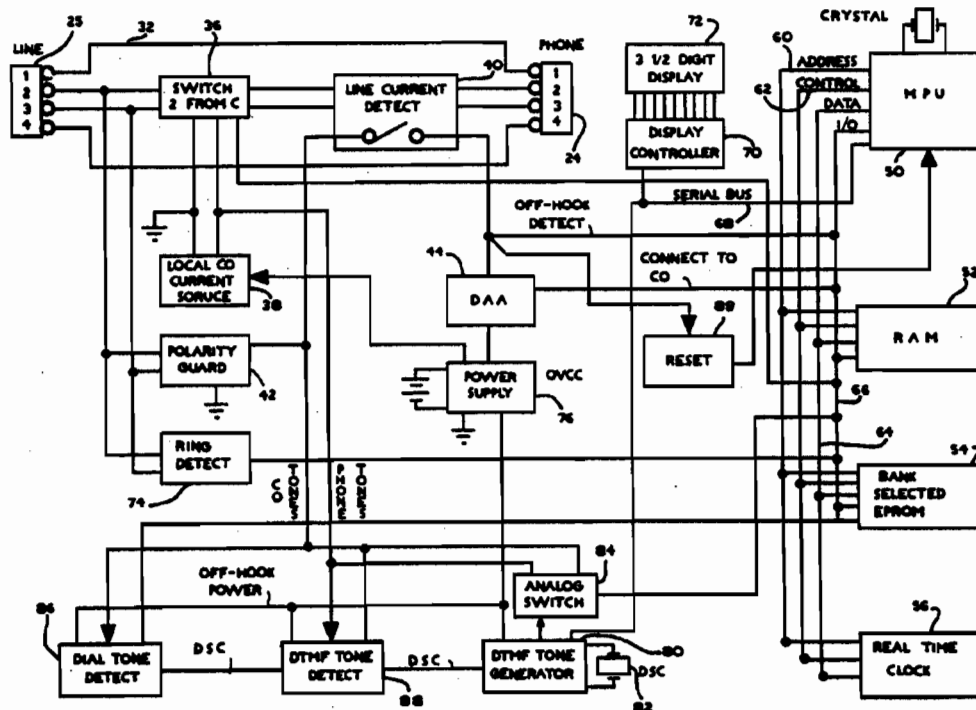 25
LINE
1
2
3
4
32
36
SWITCH
2 FROM C
40
LINE CURRENT
DETECT
PHONE
1
2
3
4
24
72
3 1/2 DIGIT
DISPLAY
DISPLAY
CONTROLLER
70
CRYSTAL
60
ADDRESS
CONTROL
62
DATA
I/O
MPU
50
SERIAL BUS
68
OFF-HOOK
DETECT
CONNECT TO
CO
LOCAL CO
CURRENT
SORUCE
38
44
DAA
89
RESET
52
RAM
POLARITY
GUARD
42
POWER
SUPPLY
OVCC
76
66
64
RING
DETECT
74
CO
TONES
PHONE
TONES
54
BANK
SELECTED
EPROM
84
ANALOG
SWITCH
OFF-HOOK
POWER
86
DIAL TONE
DETECT
DSC
DTMF TONE
DETECT
88
DSC
DTMF TONE
GENERATOR
80
DSC
82
56
REAL TIME
CLOCK